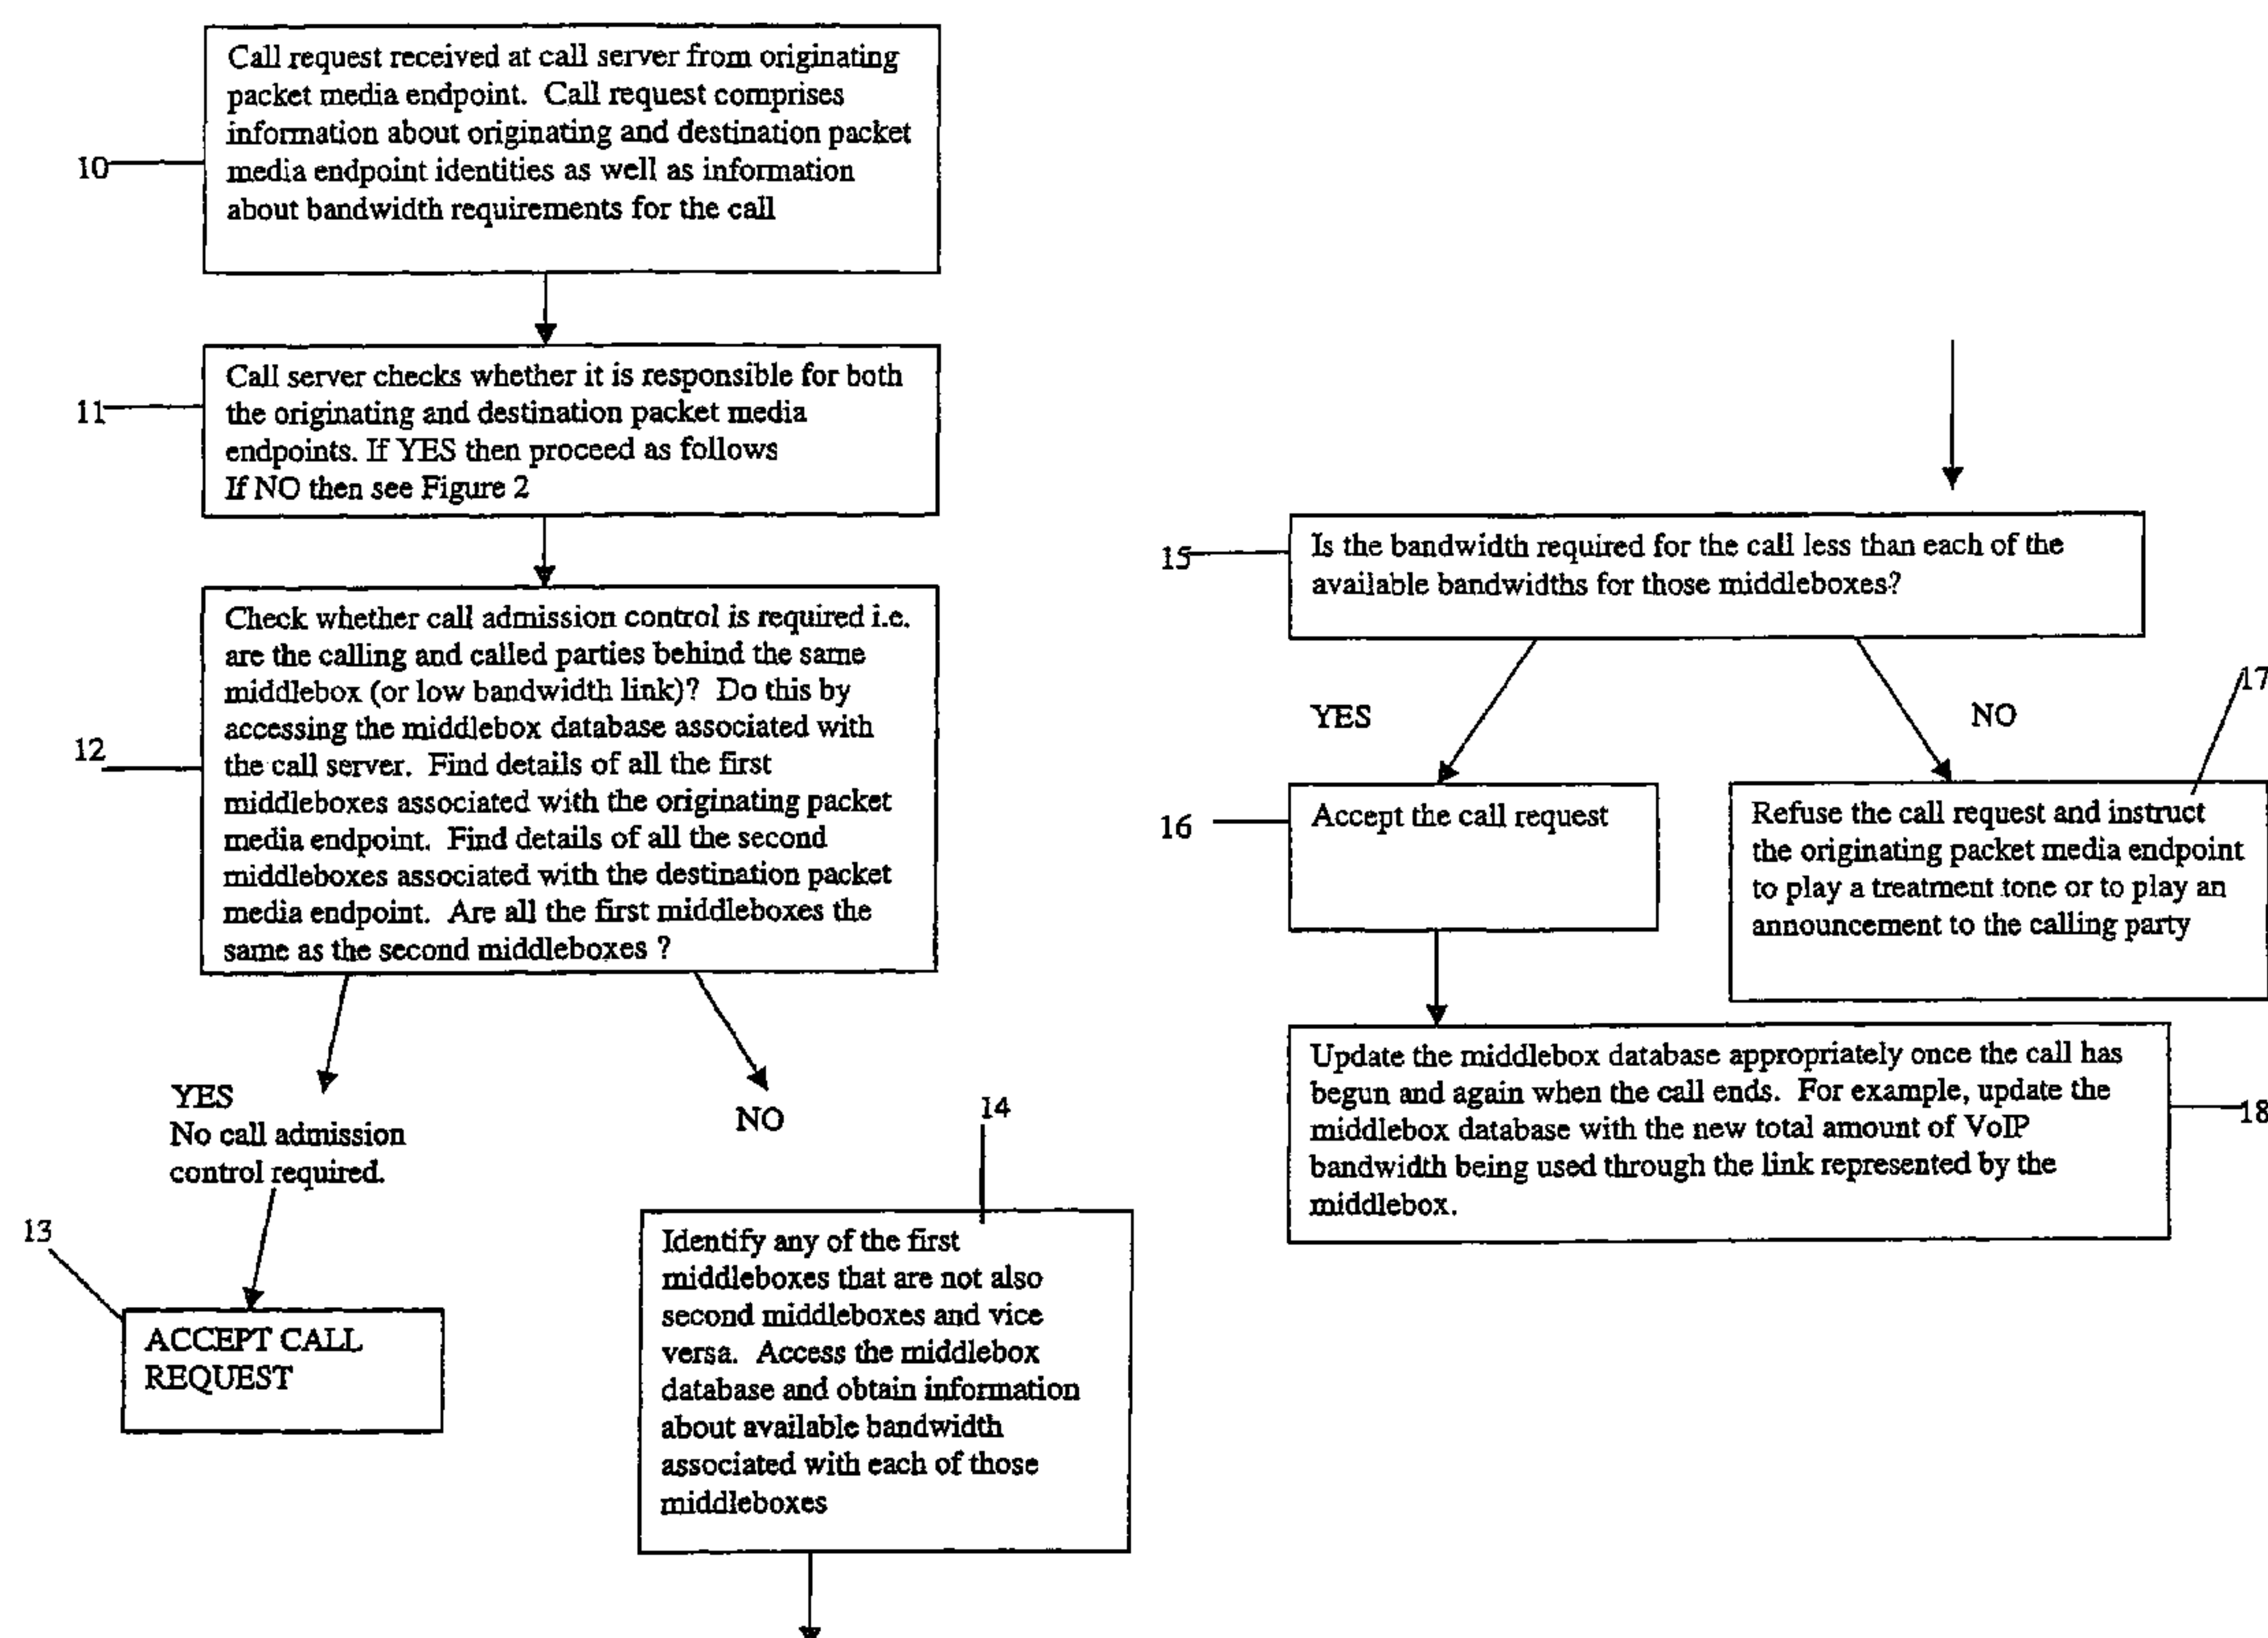 10
Call request received at call server from originating
packet media endpoint. Call request comprises
information about originating and destination packet
media endpoint identities as well as information
about bandwidth requirements for the call
11
Call server checks whether it is responsible for both
the originating and destination packet media
endpoints. If YES then proceed as follows
If NO then see Figure 2
12
Check whether call admission control is required i.e.
are the calling and called parties behind the same
middlebox (or low bandwidth link)? Do this by
accessing the middlebox database associated with
the call server. Find details of all the first
middleboxes associated with the originating packet
media endpoint. Find details of all the second
middleboxes associated with the destination packet
media endpoint. Are all the first middleboxes the
same as the second middleboxes ?
YES
No call admission
control required.
NO
13
ACCEPT CALL
REQUEST
14
Identify any of the first
middleboxes that are not also
second middleboxes and vice
versa. Access the middlebox
database and obtain information
about available bandwidth
associated with each of those
middleboxes
15
Is the bandwidth required for the call less than each of the
available bandwidths for those middleboxes?
YES
NO
16
Accept the call request
17
Refuse the call request and instruct
the originating packet media endpoint
to play a treatment tone or to play an
announcement to the calling party
Update the middlebox database appropriately once the call has
begun and again when the call ends. For example, update the
middlebox database with the new total amount of VoIP
bandwidth being used through the link represented by the
middlebox.
18